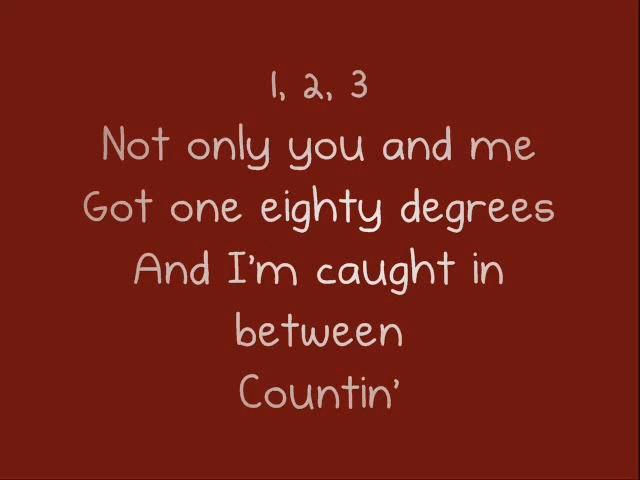 1, 2, 3
Not only you and me
Got one eighty degrees
And I'm caught in
between
Countin'